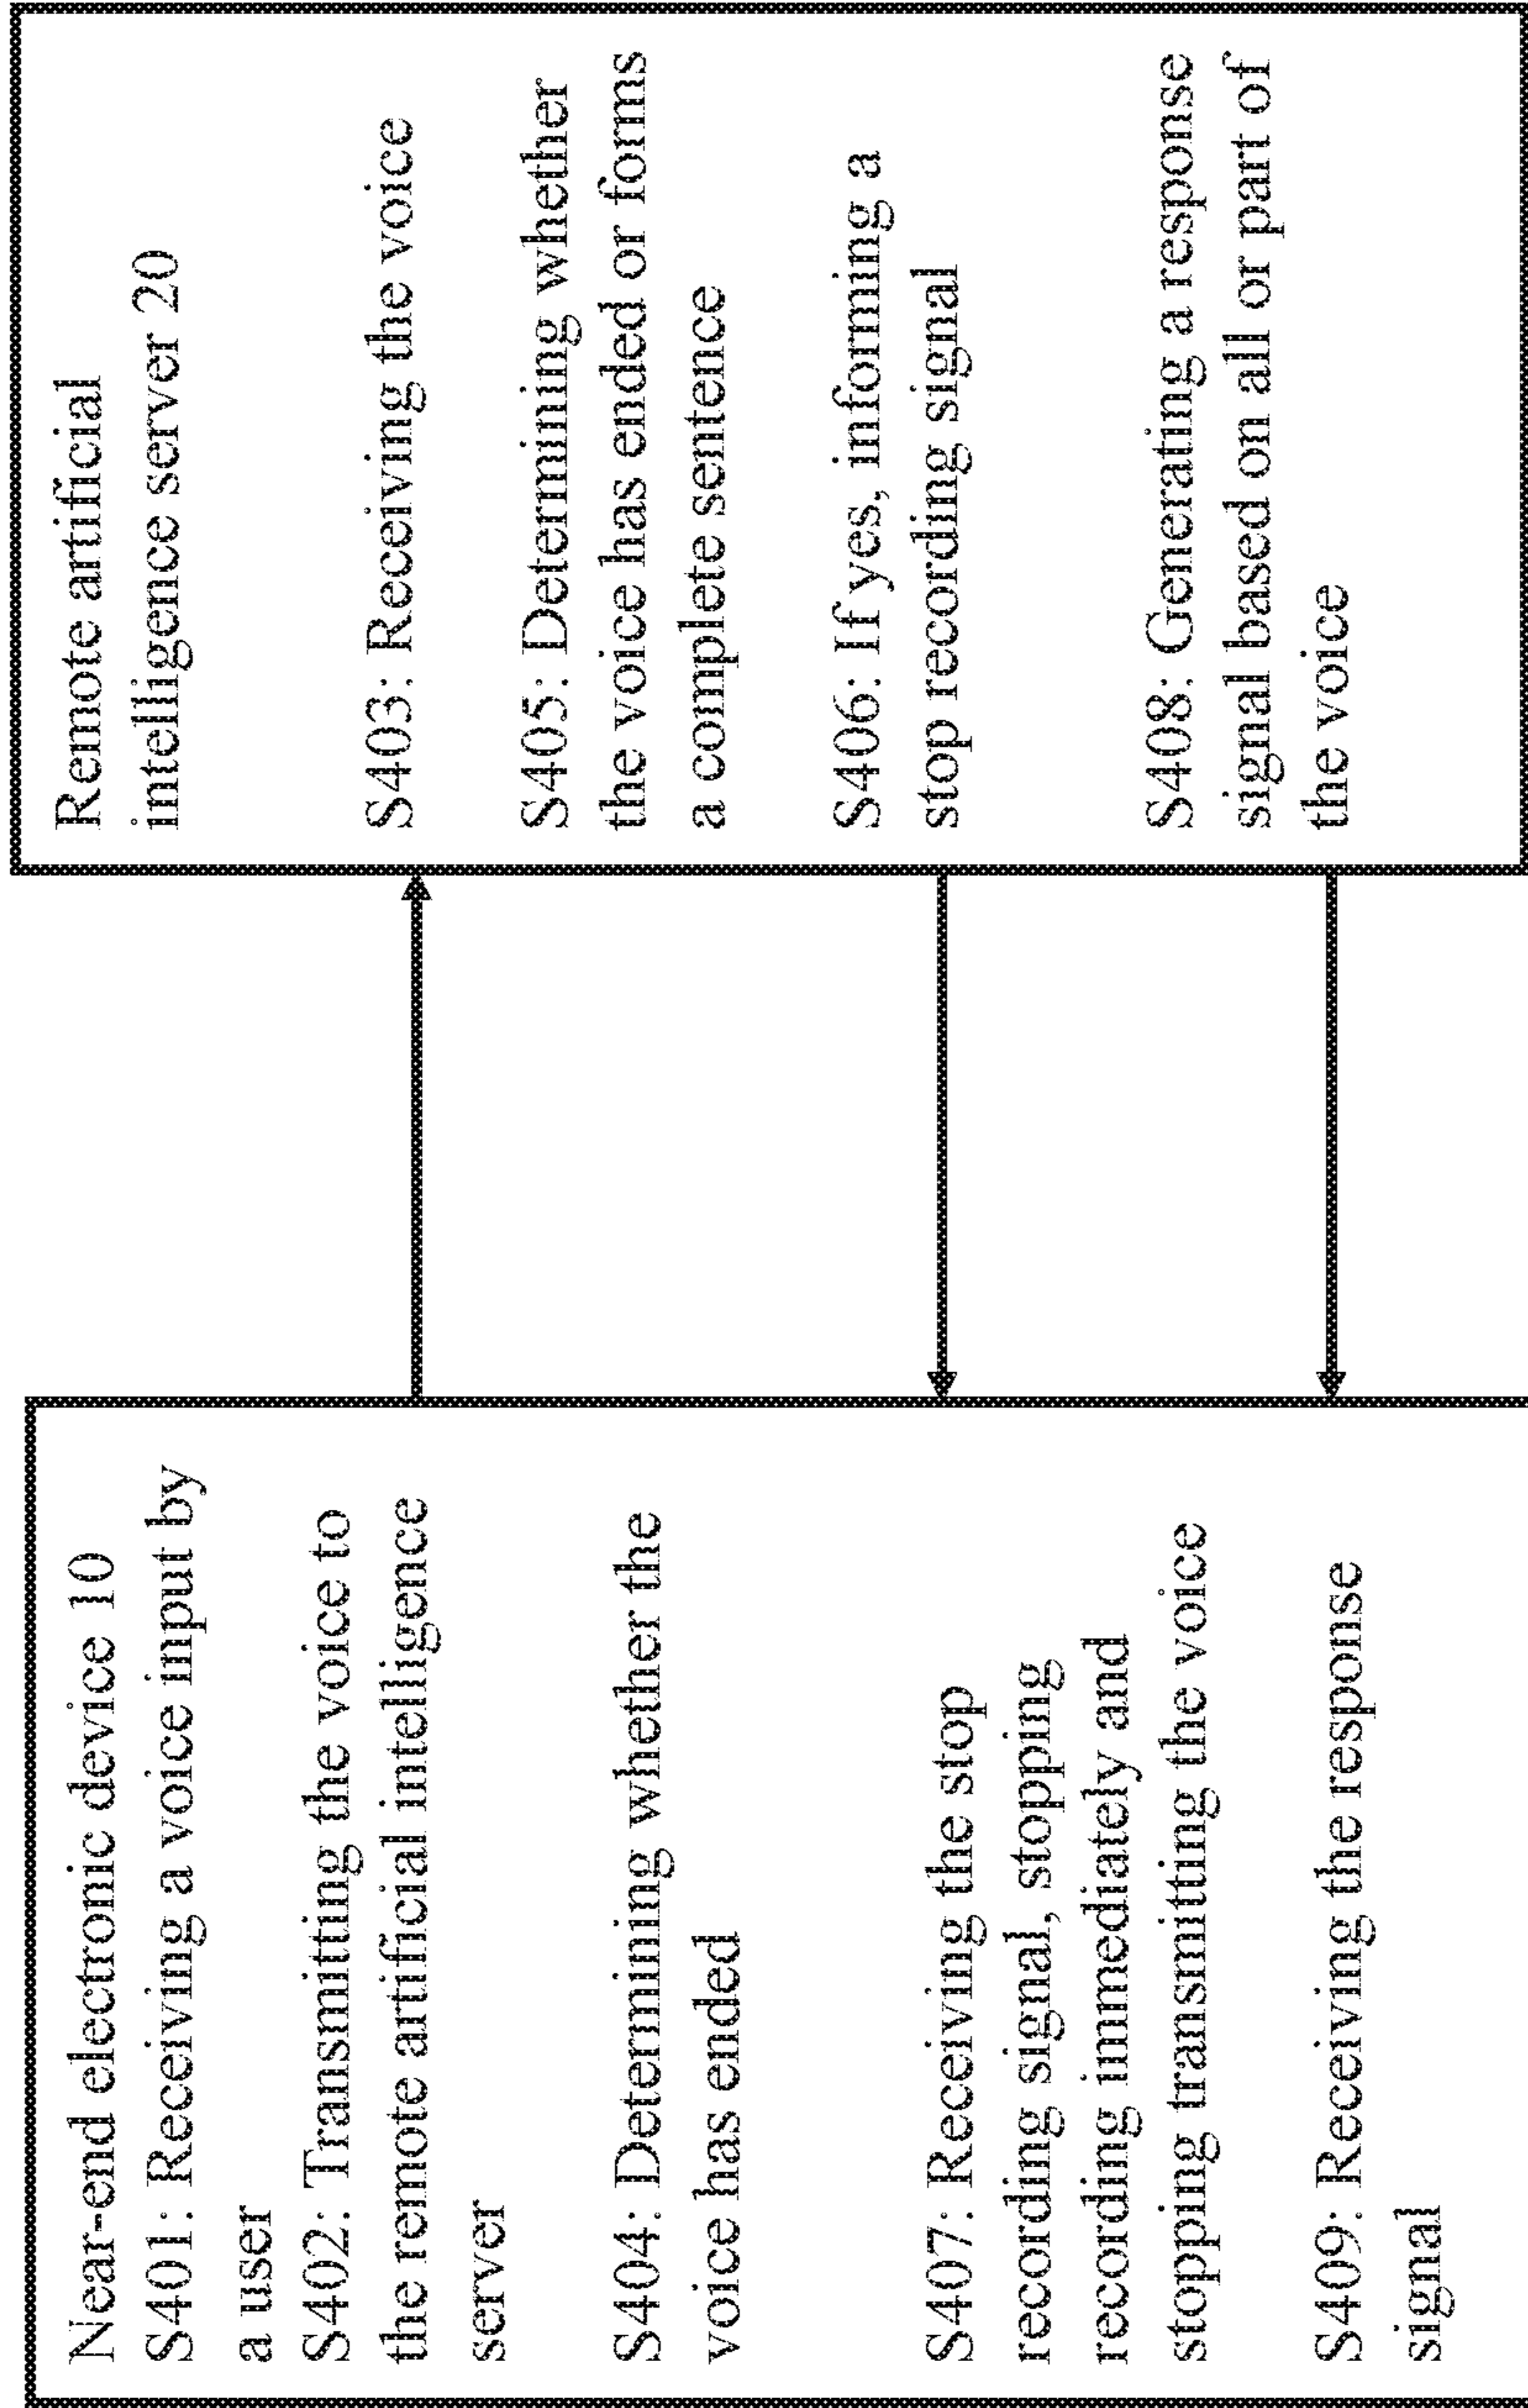 Near-end electronic device 10
S401: Receiving a voice input by
a user
S402: Transmitting the voice to
the remote artificial intelligence
server
S404: Determining whether the
voice has ended
S407: Receiving the stop
recording signal, stopping
recording immediately and
stopping transmitting the voice
S409: Receiving the response
signal
Remote artificial
intelligence server 20
S403: Receiving the voice
S405: Determining whether
the voice has ended or forms
a complete sentence
S406: If yes, informing a
stop recording signal
S408: Generating a response
signal based on all or part of
the voice